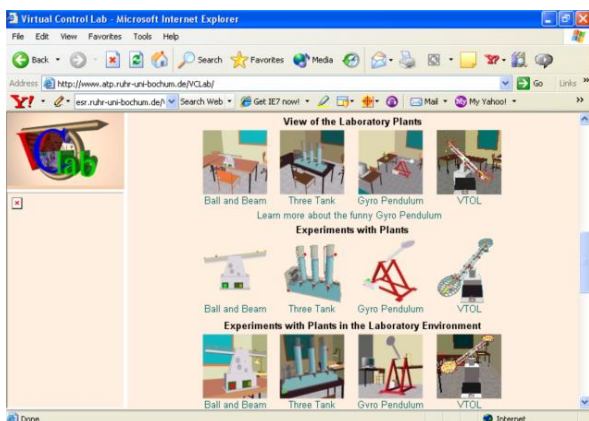 Virtual Control Lab - Microsoft Internet Explorer
File Edit View Favorites Tools Help
Back Search Favorites Media
Address http://www.atp.ruhr-uni-bochum.de/VCLab/ Go Links »
Y! esr.ruhr-uni-bochum.de/ Search Web Get IE7 now! Mail My Yahoo! »
Clab
View of the Laboratory Plants
Ball and Beam Three Tank Gyro Pendulum VTOL
Learn more about the funny Gyro Pendulum
Experiments with Plants
Ball and Beam Three Tank Gyro Pendulum VTOL
Experiments with Plants in the Laboratory Environment
Ball and Beam Three Tank Gyro Pendulum VTOL
Done Internet